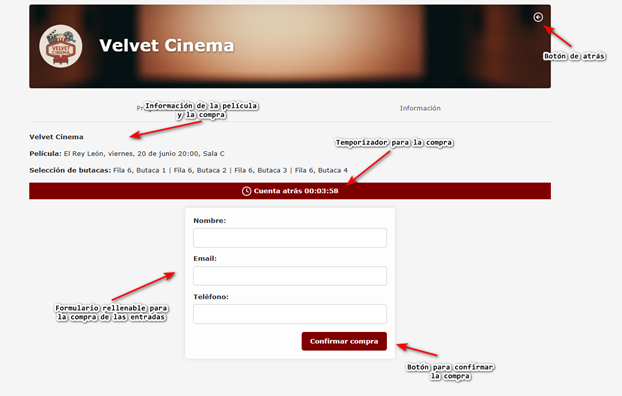 VELVET
CINEMA
Velvet Cinema
Botón de atrás
Información de la película
y la compra
Información
Velvet Cinema
Temporizador para la compra
Película: El Rey León, viernes, 20 de junio 20:00, Sala C
Selección de butacas: Fila 6, Butaca 1 | Fila 6, Butaca 2 | Fila 6, Butaca 3 | Fila 6, Butaca 4
Cuenta atrás 00:03:58
Nombre:
Email:
Teléfono:
Formulario rellenable para
la compra de las entradas
Confirmar compra
Botón para confirmar
la compra